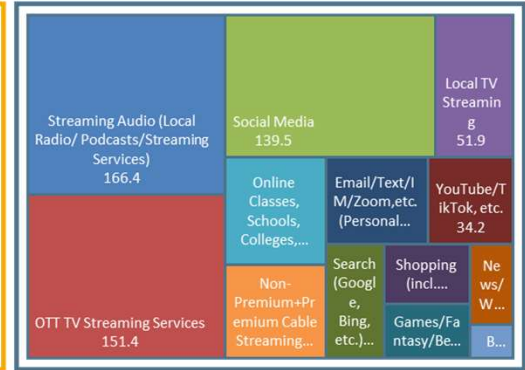 Streaming Audio (Local
Radio/ Podcasts/Streaming
Services)
166.4
OTT TV Streaming Services
151.4
Social Media
139.5
Local TV
Streamin
g
51.9
Online
Classes,
Schools,
Colleges,...
Email/Text/I
M/Zoom,etc.
(Personal...
YouTube/T
ikTok, etc.
34.2
Non-
Premium+Pr
emium Cable
Streaming...
Search
(Googl
e,
Bing,
etc.)...
Shopping
(incl....
Games/Fa
ntasy/Be...
Ne
ws/
W...
B...